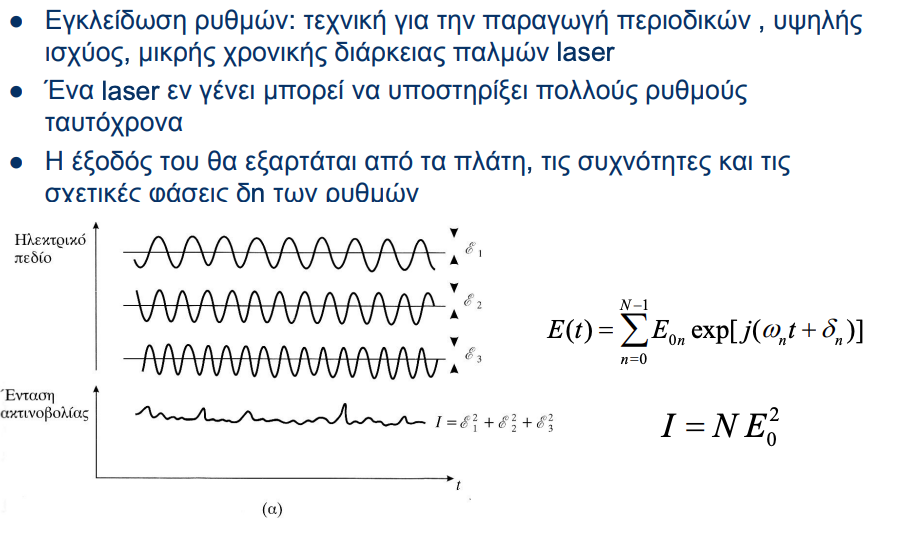 ● Εγκλείδωση ρυθμών: τεχνική για την παραγωγή περιοδικών , υψηλής
ισχύος, μικρής χρονικής διάρκειας παλμών laser
● Ένα laser εν γένει μπορεί να υποστηρίξει πολλούς ρυθμούς
ταυτόχρονα
● Η έξοδός του θα εξαρτάται από τα πλάτη, τις συχνότητες και τις
σχετικές φάσεις δη των ρυθμών
Ηλεκτρικό
πεδίο
ℰ₁
ℰ₂
ℰ₃
Ένταση
ακτινοβολίας
I = ℰ₁² + ℰ₂² + ℰ₃²
t
(α)
E(t) = ∑_{n=0}^{N−1} E₀ₙ exp[j(ωₙt + δₙ)]
I = N E₀²